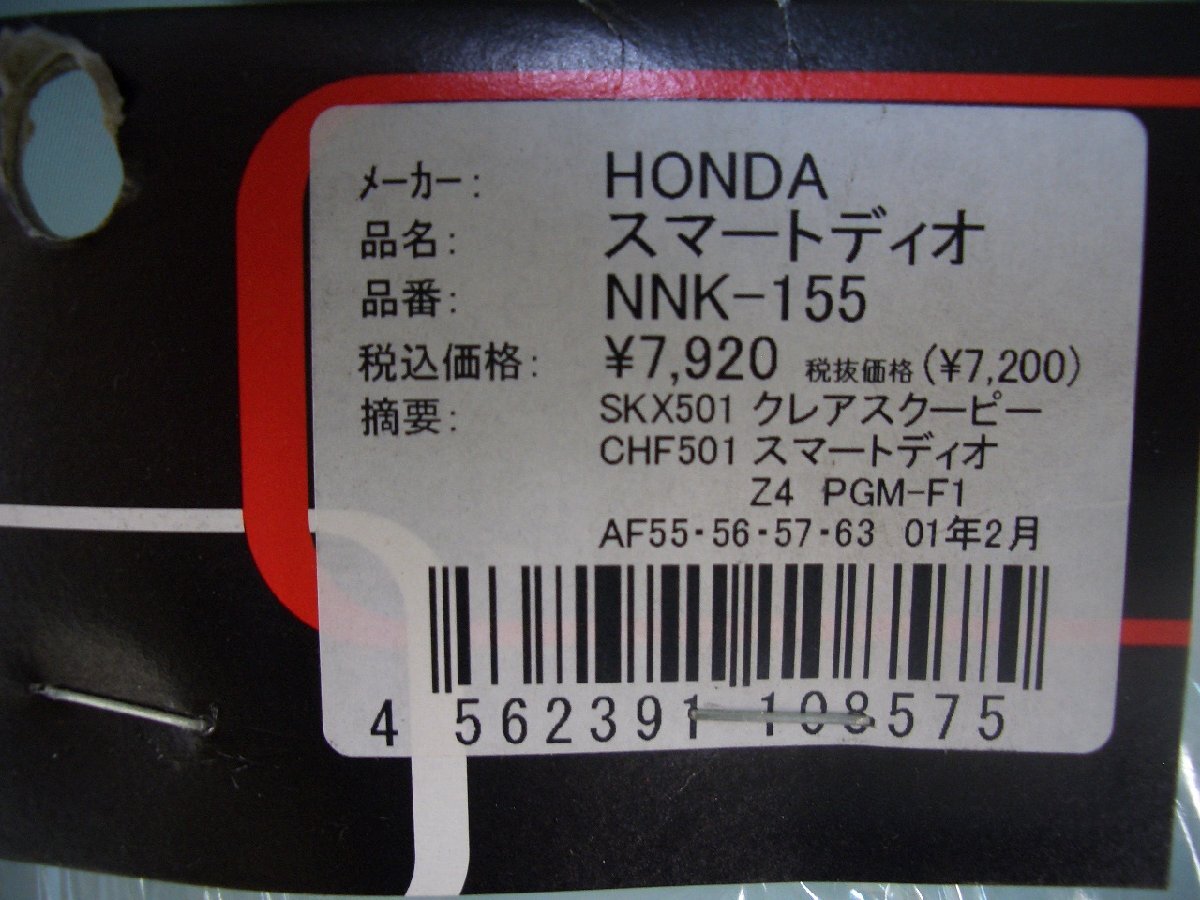 ﾒｰｶｰ: HONDA
品名: スマートディオ
品番: NNK-155
税込価格: ¥7,920 税抜価格 (¥7,200)
摘要: SKX501 クレアスクーピー
CHF501 スマートディオ
Z4 PGM-F1
AF55･56･57･63 01年2月
4 562391 108575